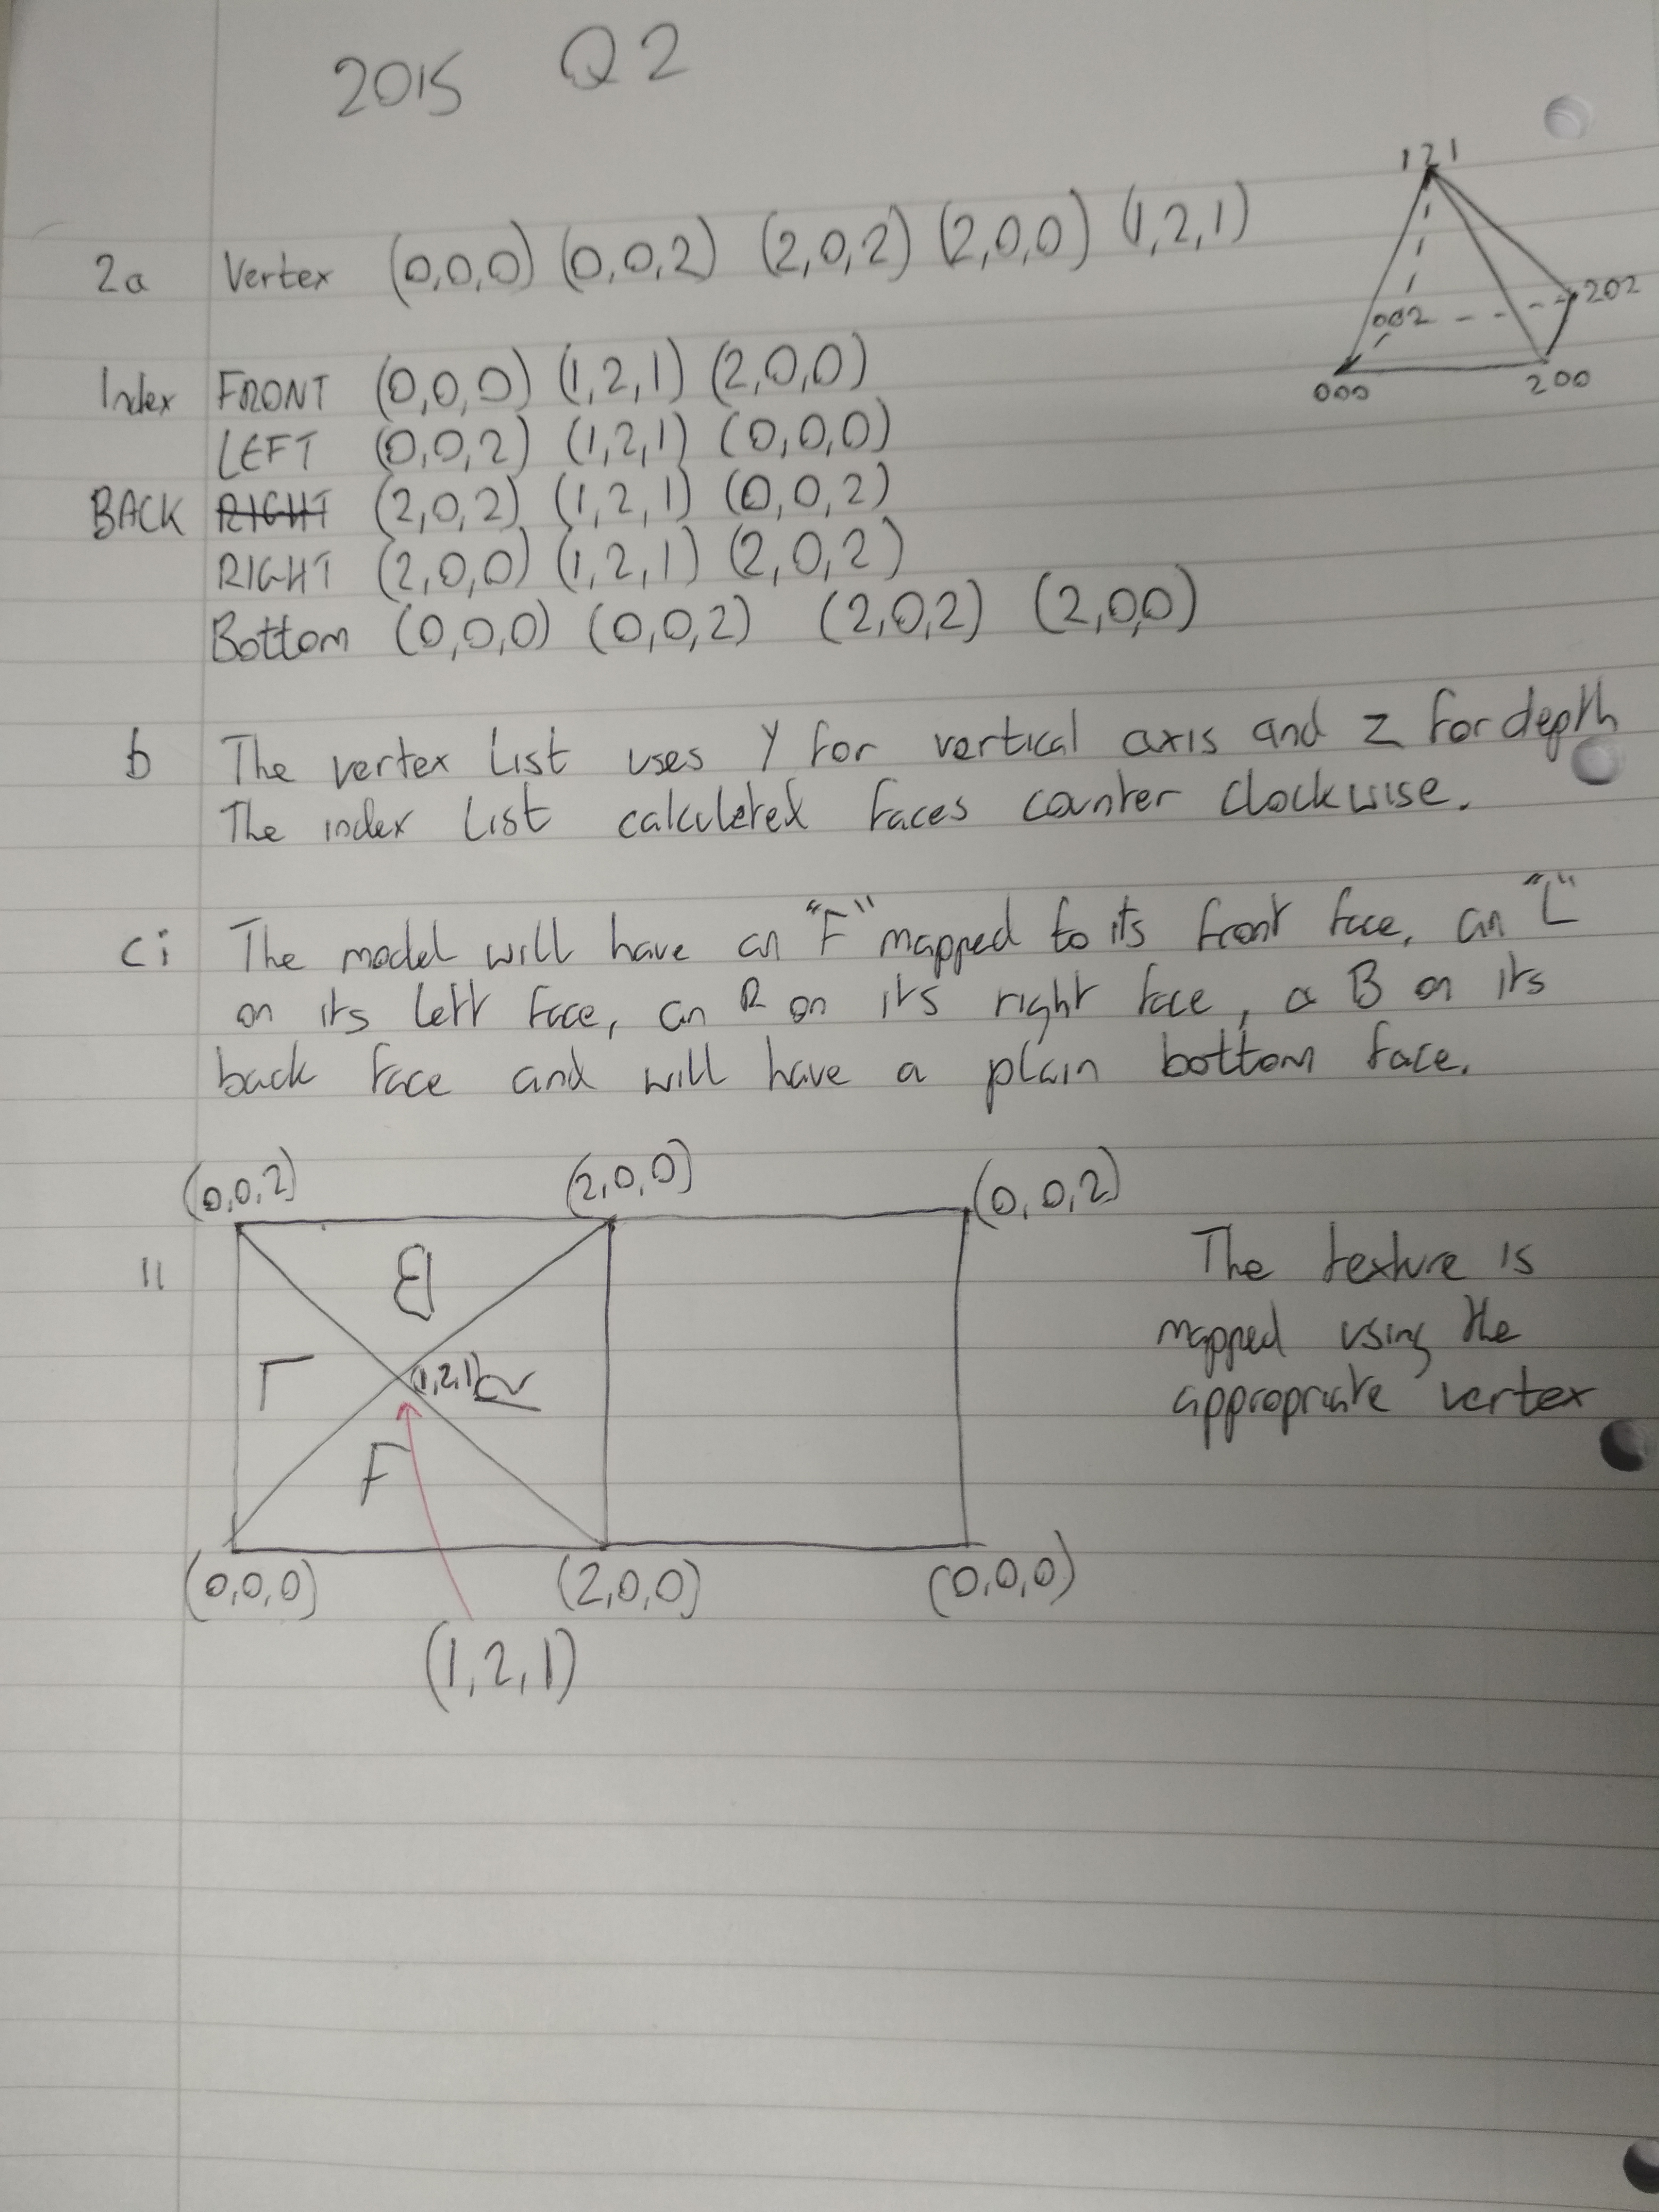 2015 Q2
121
202
002
000
200
2a Vertex (0,0,0) (0,0,2) (2,0,2) (2,0,0) (1,2,1)
Index FRONT (0,0,0) (1,2,1) (2,0,0)
LEFT (0,0,2) (1,2,1) (0,0,0)
BACK RIGHT (2,0,2) (1,2,1) (0,0,2)
RIGHT (2,0,0) (1,2,1) (2,0,2)
Bottom (0,0,0) (0,0,2) (2,0,2) (2,0,0)
b The vertex List uses Y for vertical axis and Z for depth
The index List calculated faces counter clockwise.
ci The model will have an "F" mapped to its front face, an "L"
on its left face, an R on its right face, a B on its
back face and will have a plain bottom face.
(0,0,2) (2,0,0) (0,0,2)
ii
B
L (1,2,1) R
F
(0,0,0) (2,0,0) (0,0,0)
(1,2,1)
The texture is
mapped using the
appropriate vertex